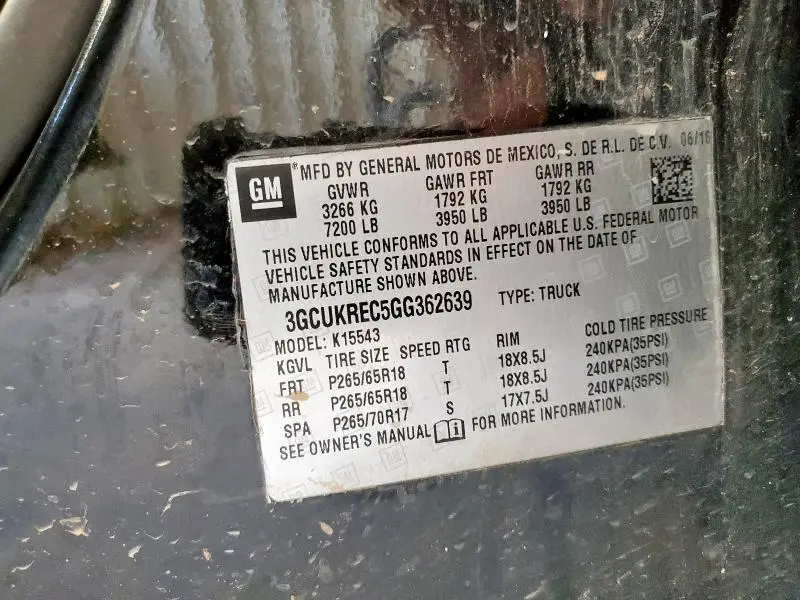 GM ® MFD BY GENERAL MOTORS DE MEXICO, S. DE R.L. DE C.V. 06/16
GVWR GAWR FRT GAWR RR
3266 KG 1792 KG 1792 KG
7200 LB 3950 LB 3950 LB
THIS VEHICLE CONFORMS TO ALL APPLICABLE U.S. FEDERAL MOTOR
VEHICLE SAFETY STANDARDS IN EFFECT ON THE DATE OF
MANUFACTURE SHOWN ABOVE.
3GCUKREC5GG362639 TYPE: TRUCK
MODEL: K15543
KGVL TIRE SIZE SPEED RTG RIM COLD TIRE PRESSURE
FRT P265/65R18 T 18X8.5J 240KPA(35PSI)
RR P265/65R18 T 18X8.5J 240KPA(35PSI)
SPA P265/70R17 S 17X7.5J 240KPA(35PSI)
SEE OWNER'S MANUAL i FOR MORE INFORMATION.